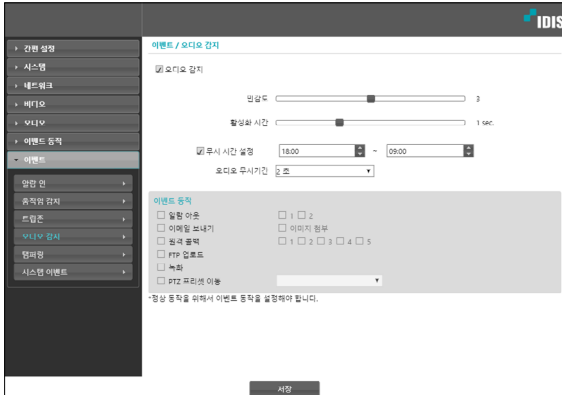 IDIS
간편 설정
시스템
네트워크
비디오
오디오
이벤트 동작
이벤트
알람 인
움직임 감지
트립존
오디오 감지
탬퍼링
시스템 이벤트
이벤트 / 오디오 감지
오디오 감지
민감도 3
활성화 시간 1 sec.
무시 시간 설정 18:00 ~ 09:00
오디오 무시기간 2 초
이벤트 동작
알람 아웃 1 2
이메일 보내기 이미지 첨부
원격 콜백 1 2 3 4 5
FTP 업로드
녹화
PTZ 프리셋 이동
*정상 동작을 위해서 이벤트 동작을 설정해야 합니다.
저장